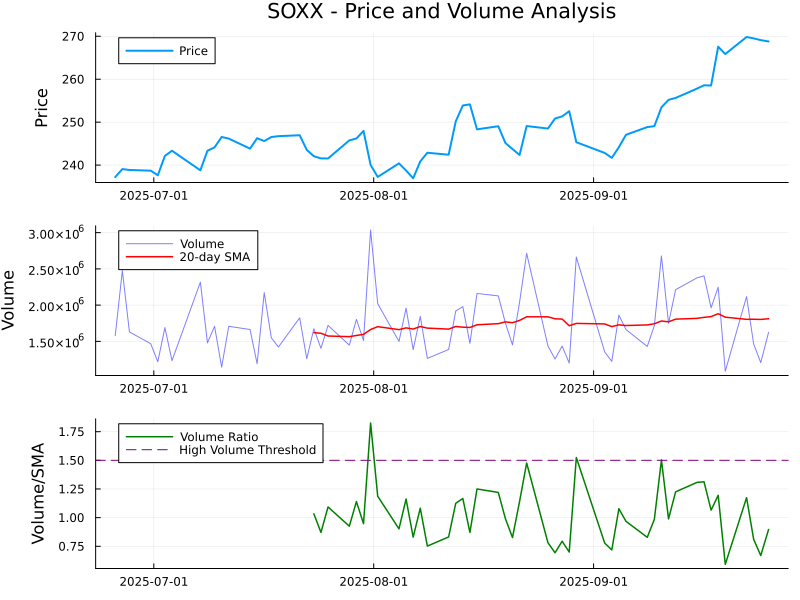 SOXX - Price and Volume Analysis
Price
270
260
250
240
Price
2025-07-01
2025-08-01
2025-09-01
Volume
3.00×10⁶
2.50×10⁶
2.00×10⁶
1.50×10⁶
Volume
20-day SMA
2025-07-01
2025-08-01
2025-09-01
Volume/SMA
1.75
1.50
1.25
1.00
0.75
Volume Ratio
High Volume Threshold
2025-07-01
2025-08-01
2025-09-01